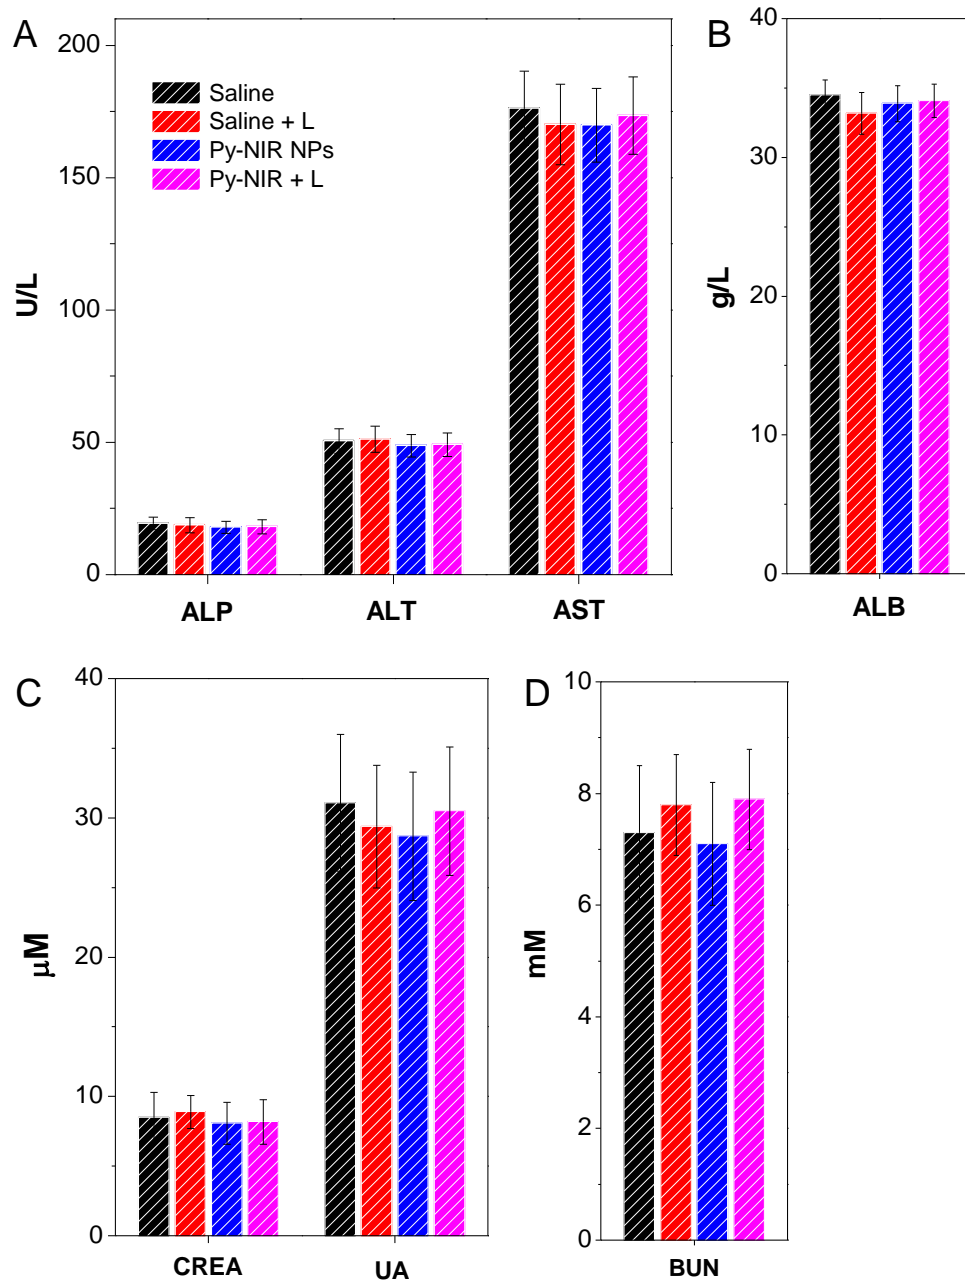 A
200
150
100
50
0
U/L
Saline
Saline + L
Py-NIR NPs
Py-NIR + L
ALP
ALT
AST
B
40
30
20
10
0
g/L
ALB
C
40
30
20
10
0
μM
CREA
UA
D
10
8
6
4
2
0
mM
BUN